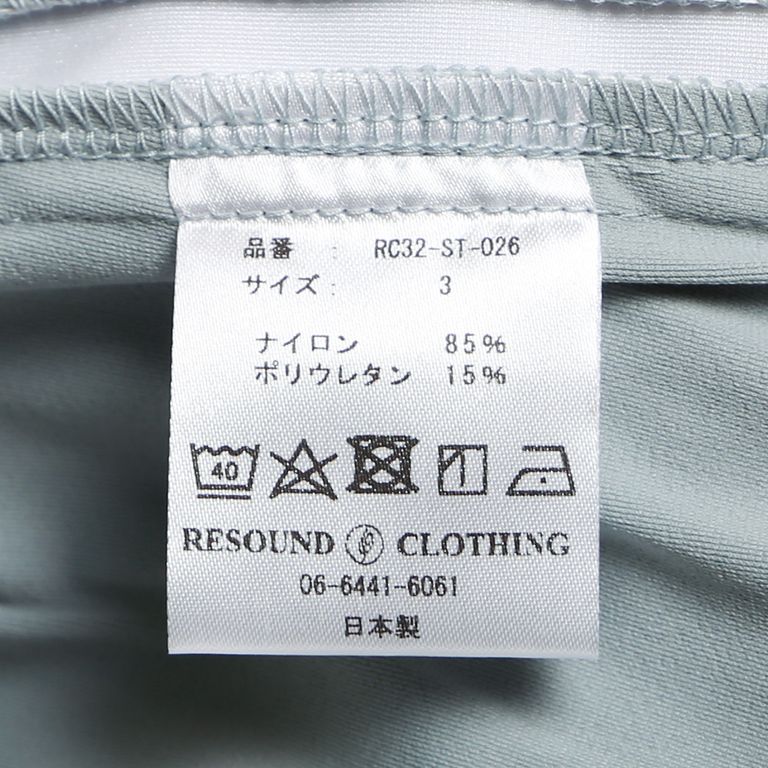 品番 : RC32-ST-026
サイズ : 3
ナイロン 85%
ポリウレタン 15%
40
RESOUND CLOTHING
06-6441-6061
日本製